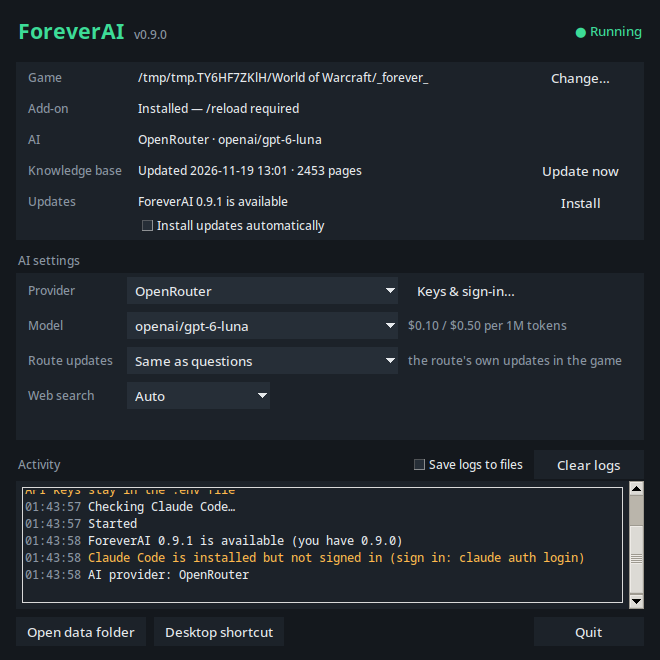 ForeverAI v0.9.0 Running
Game /tmp/tmp.TY6HF7ZKlH/World of Warcraft/_forever_ Change...
Add-on Installed — /reload required
AI OpenRouter · openai/gpt-6-luna
Knowledge base Updated 2026-11-19 13:01 · 2453 pages Update now
Updates ForeverAI 0.9.1 is available Install
Install updates automatically
AI settings
Provider OpenRouter Keys & sign-in...
Model openai/gpt-6-luna $0.10 / $0.50 per 1M tokens
Route updates Same as questions the route's own updates in the game
Web search Auto
Activity Save logs to files Clear logs
API keys stay in the .env file
01:43:57 Checking Claude Code…
01:43:57 Started
01:43:58 ForeverAI 0.9.1 is available (you have 0.9.0)
01:43:58 Claude Code is installed but not signed in (sign in: claude auth login)
01:43:58 AI provider: OpenRouter
Open data folder Desktop shortcut Quit